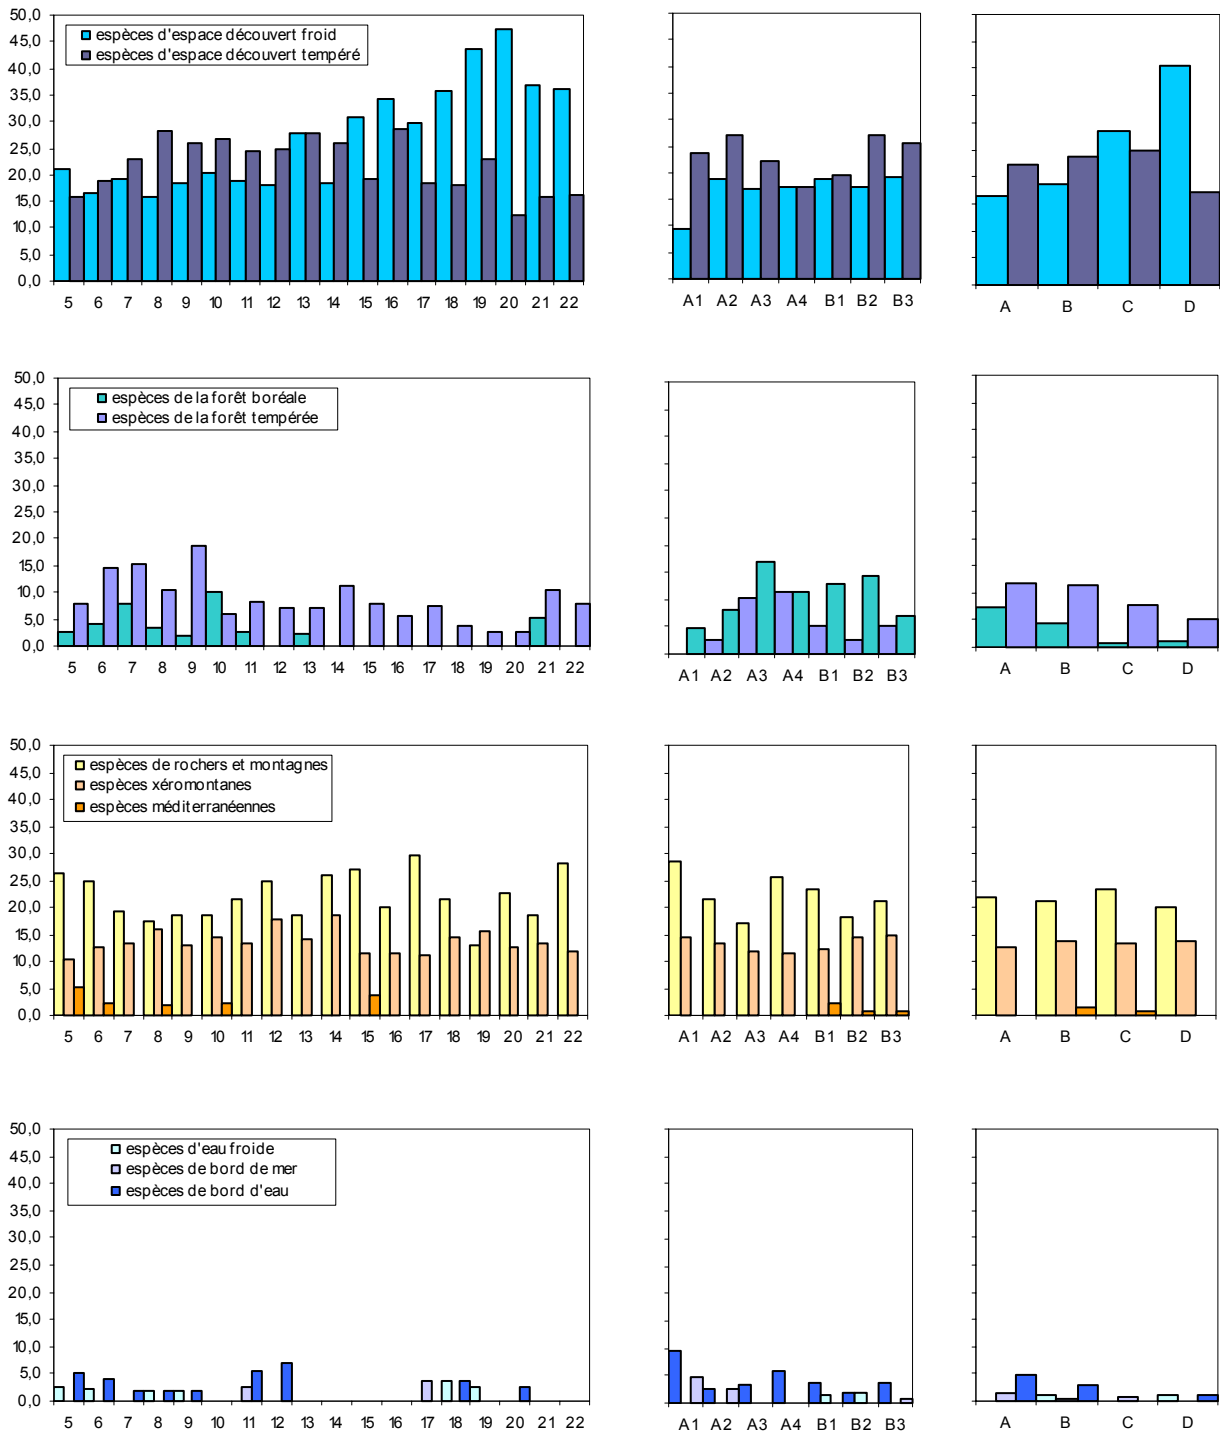 50,0
45,0
40,0
35,0
30,0
25,0
20,0
15,0
10,0
5,0
0,0
espèces d'espace découvert froid
espèces d'espace découvert tempéré
5 6 7 8 9 10 11 12 13 14 15 16 17 18 19 20 21 22
A1 A2 A3 A4 B1 B2 B3
A B C D
50,0
45,0
40,0
35,0
30,0
25,0
20,0
15,0
10,0
5,0
0,0
espèces de la forêt boréale
espèces de la forêt tempérée
5 6 7 8 9 10 11 12 13 14 15 16 17 18 19 20 21 22
A1 A2 A3 A4 B1 B2 B3
A B C D
50,0
45,0
40,0
35,0
30,0
25,0
20,0
15,0
10,0
5,0
0,0
espèces de rochers et montagnes
espèces xéromontanes
espèces méditerranéennes
5 6 7 8 9 10 11 12 13 14 15 16 17 18 19 20 21 22
A1 A2 A3 A4 B1 B2 B3
A B C D
50,0
45,0
40,0
35,0
30,0
25,0
20,0
15,0
10,0
5,0
0,0
espèces d'eau froide
espèces de bord de mer
espèces de bord d'eau
5 6 7 8 9 10 11 12 13 14 15 16 17 18 19 20 21 22
A1 A2 A3 A4 B1 B2 B3
A B C D